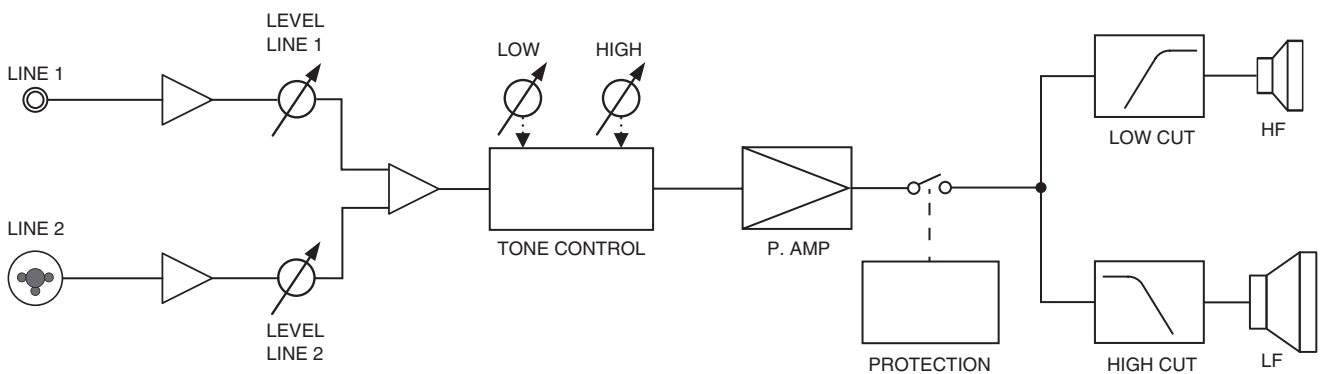 LEVEL
LINE 1
LINE 1
LOW
HIGH
LOW CUT
HF
LINE 2
TONE CONTROL
P. AMP
LEVEL
LINE 2
PROTECTION
HIGH CUT
LF